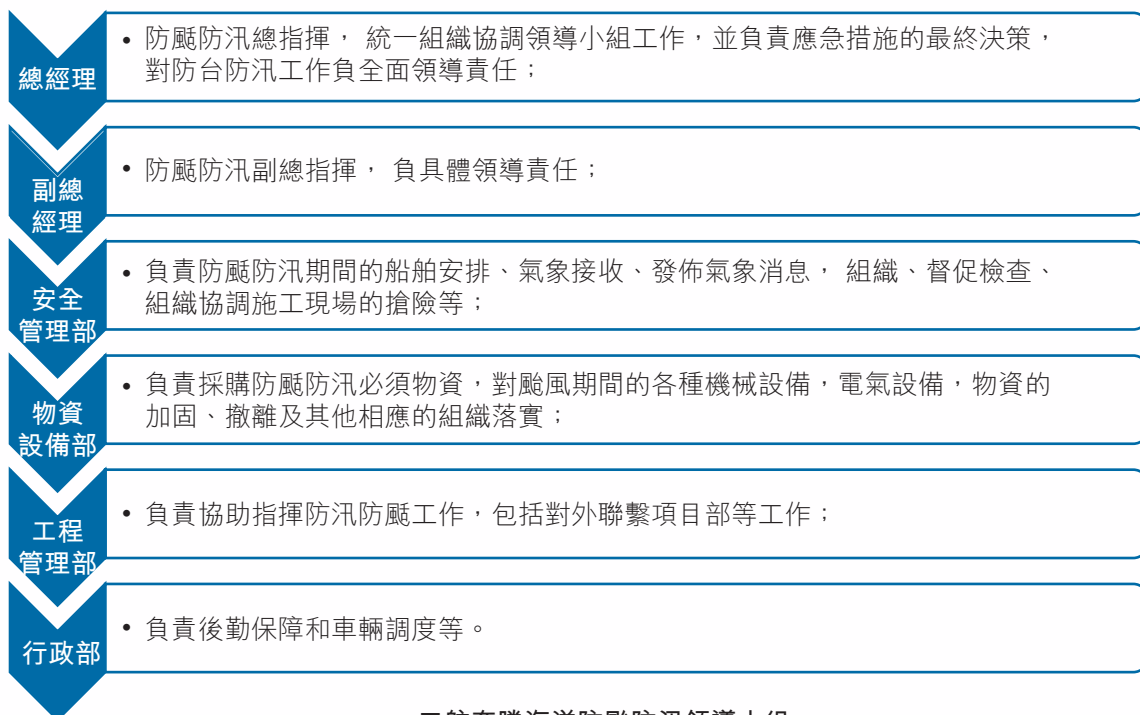 總經理
• 防颱防汛總指揮， 統一組織協調領導小組工作，並負責應急措施的最終決策，
對防台防汛工作負全面領導責任；
副總
經理
• 防颱防汛副總指揮， 負具體領導責任；
安全
管理部
• 負責防颱防汛期間的船舶安排、氣象接收、發佈氣象消息， 組織、督促檢查、
組織協調施工現場的搶險等；
物資
設備部
• 負責採購防颱防汛必須物資，對颱風期間的各種機械設備，電氣設備，物資的
加固、撤離及其他相應的組織落實；
工程
管理部
• 負責協助指揮防汛防颱工作，包括對外聯繫項目部等工作；
行政部
• 負責後勤保障和車輛調度等。